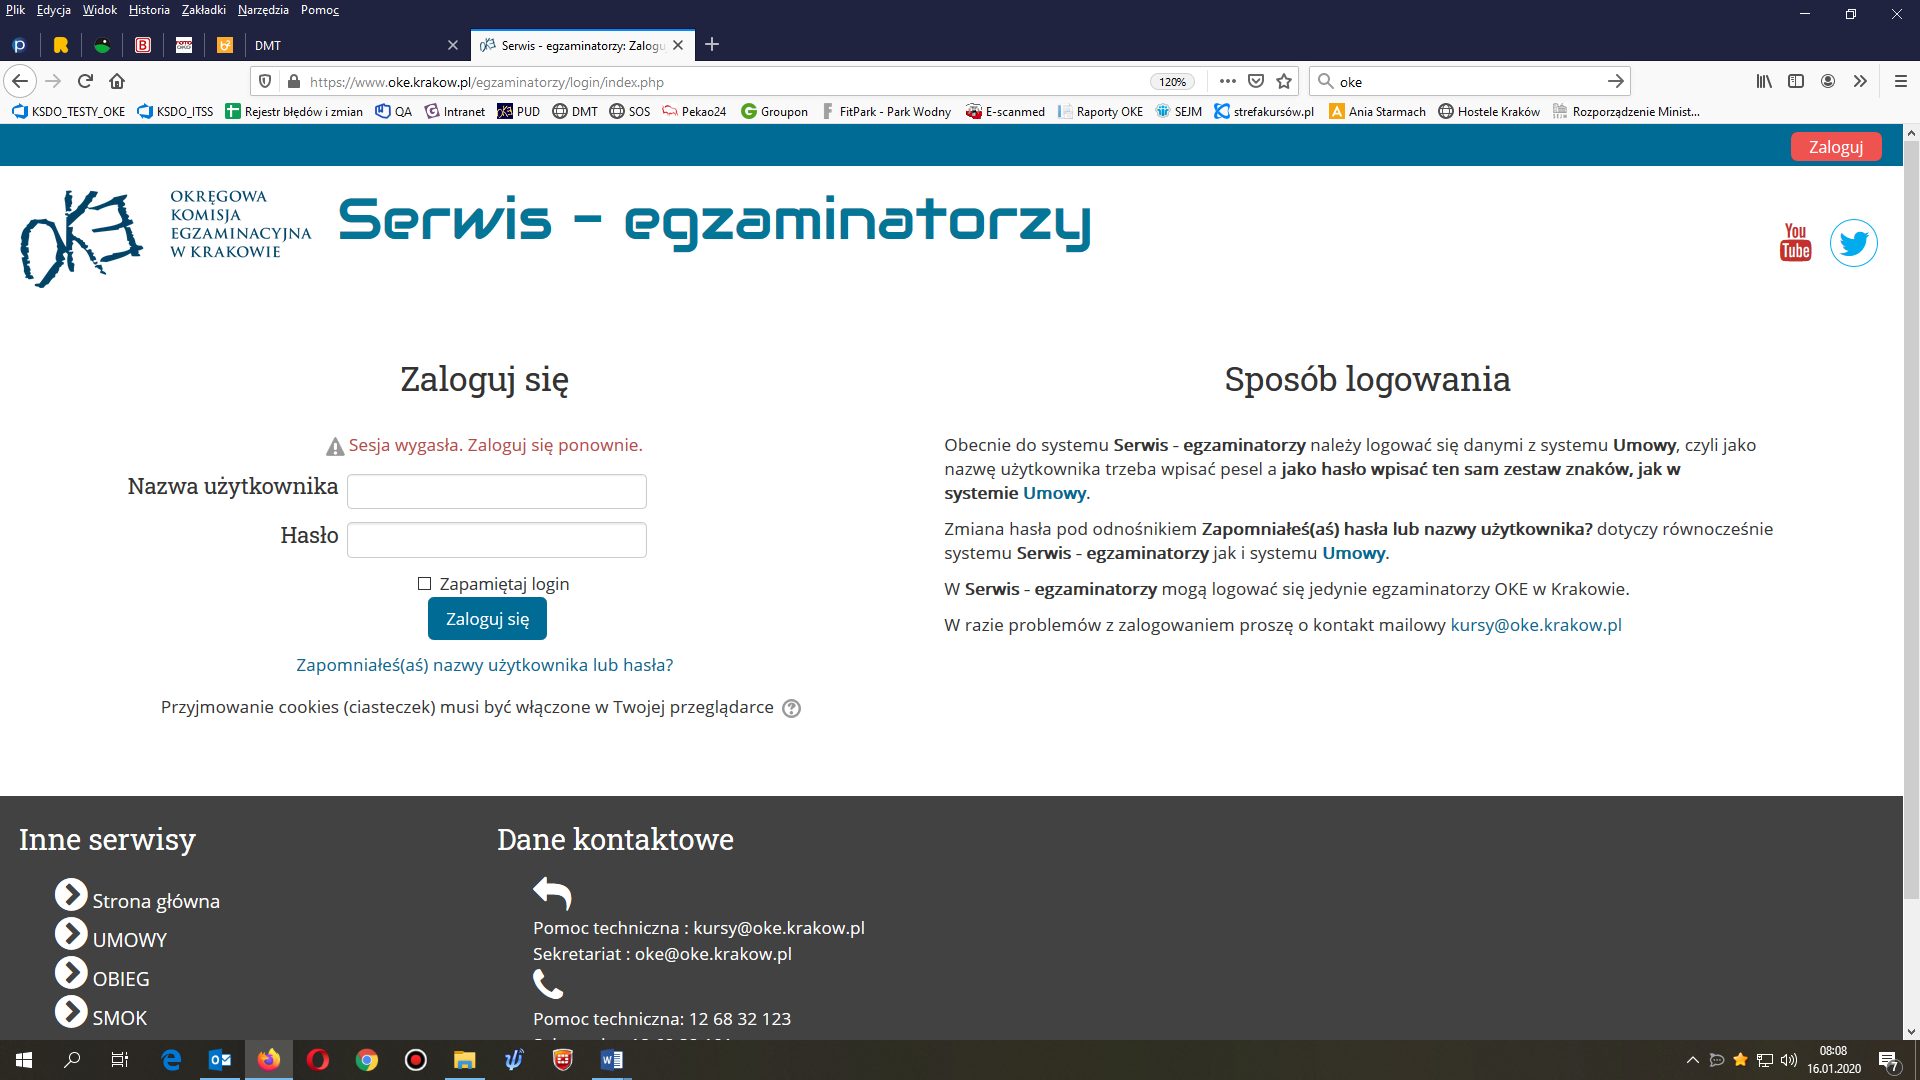 Plik Edycja Widok Historia Zakładki Narzędzia Pomoc
DMT
Serwis - egzaminatorzy: Zalogu
https://www.oke.krakow.pl/egzaminatorzy/login/index.php
120%
oke
KSDO_TESTY_OKE KSDO_ITSS Rejestr błędów i zmian QA Intranet PUD DMT SOS Pekao24 Groupon FitPark - Park Wodny E-scanmed Raporty OKE SEJM strefakursów.pl Ania Starmach Hostele Kraków Rozporządzenie Minist...
Zaloguj
OKE
OKRĘGOWA
KOMISJA
EGZAMINACYJNA
W KRAKOWIE
Serwis - egzaminatorzy
You
Tube
Zaloguj się
Sesja wygasła. Zaloguj się ponownie.
Nazwa użytkownika
Hasło
Zapamiętaj login
Zaloguj się
Zapomniałeś(aś) nazwy użytkownika lub hasła?
Przyjmowanie cookies (ciasteczek) musi być włączone w Twojej przeglądarce
Sposób logowania
Obecnie do systemu Serwis - egzaminatorzy należy logować się danymi z systemu Umowy, czyli jako
nazwę użytkownika trzeba wpisać pesel a jako hasło wpisać ten sam zestaw znaków, jak w
systemie Umowy.
Zmiana hasła pod odnośnikiem Zapomniałeś(aś) hasła lub nazwy użytkownika? dotyczy równocześnie
systemu Serwis - egzaminatorzy jak i systemu Umowy.
W Serwis - egzaminatorzy mogą logować się jedynie egzaminatorzy OKE w Krakowie.
W razie problemów z zalogowaniem proszę o kontakt mailowy kursy@oke.krakow.pl
Inne serwisy
Strona główna
UMOWY
OBIEG
SMOK
Dane kontaktowe
Pomoc techniczna : kursy@oke.krakow.pl
Sekretariat : oke@oke.krakow.pl
Pomoc techniczna: 12 68 32 123
08:08
16.01.2020
7